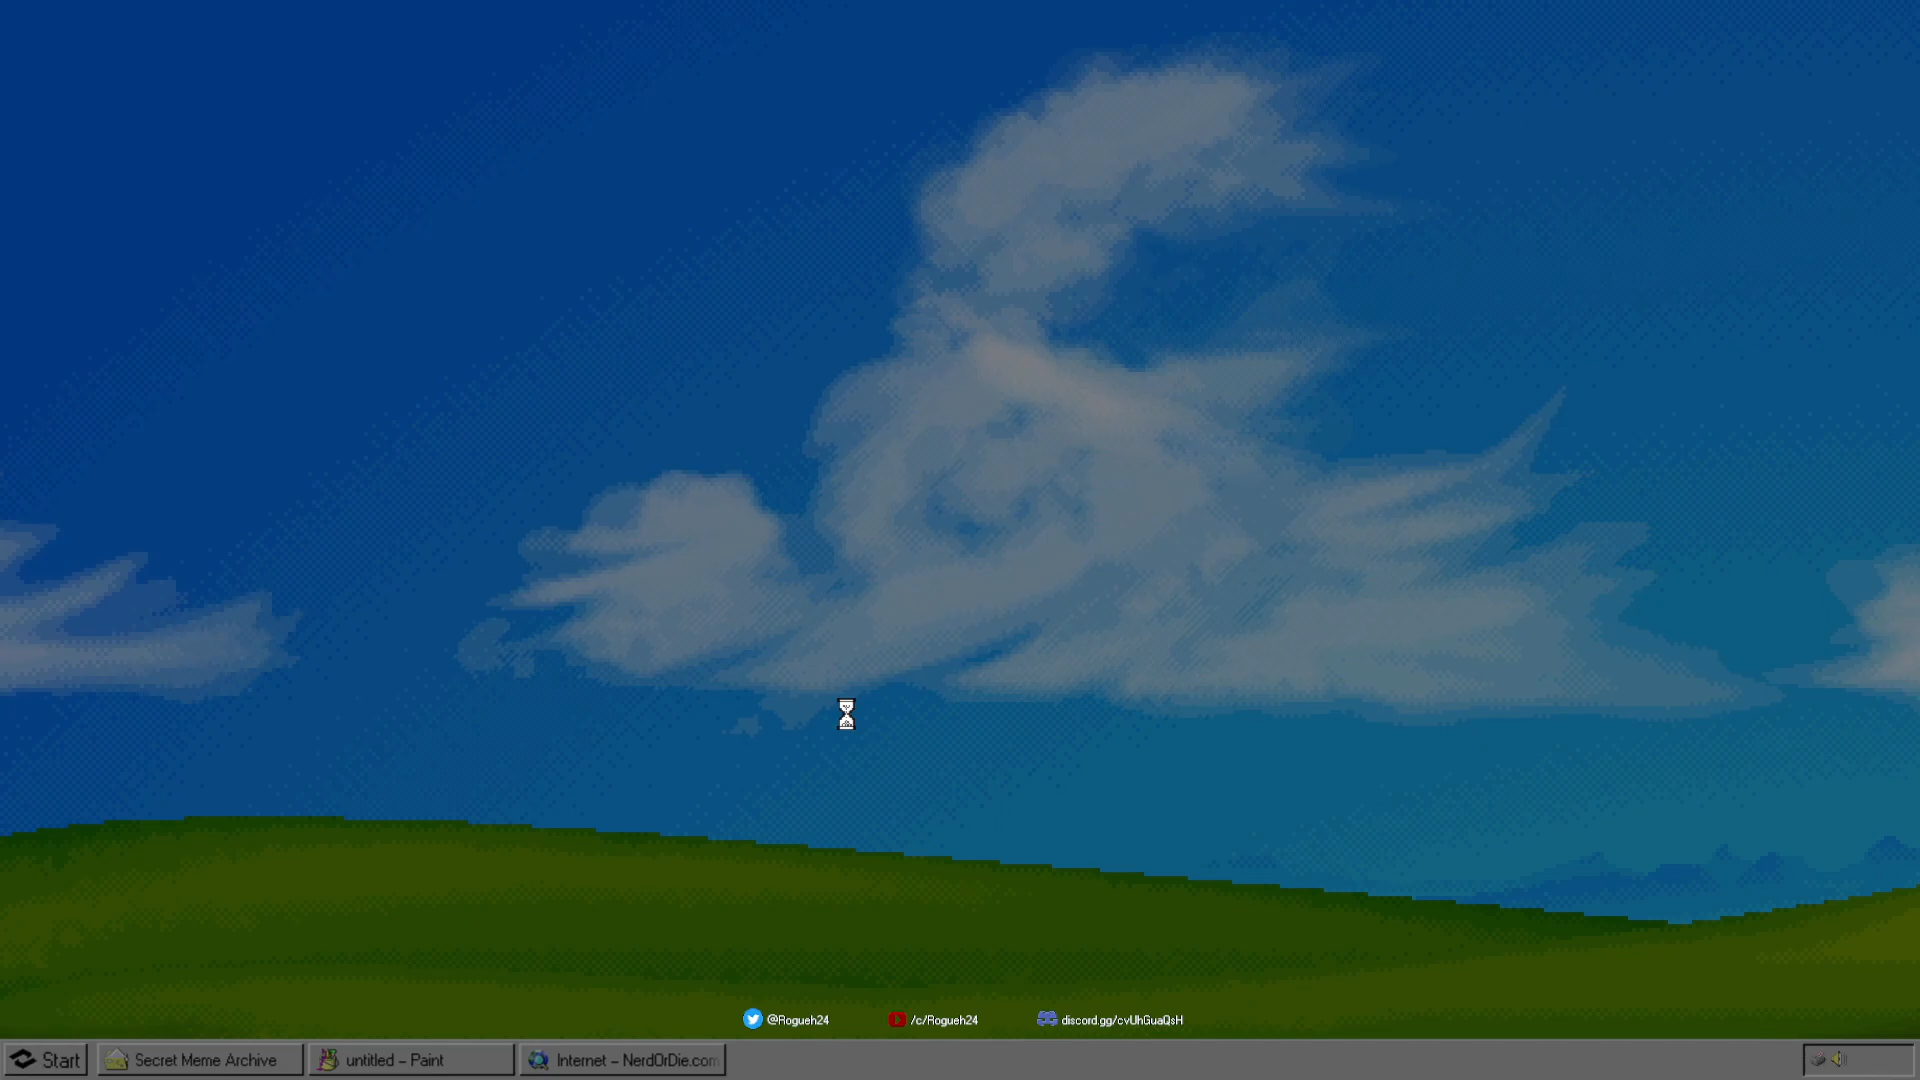 @Rogueh24 /c/Rogueh24 discord.gg/cvUhGuaQsH
Start Secret Meme Archive untitled – Paint Internet – NerdOrDie.com